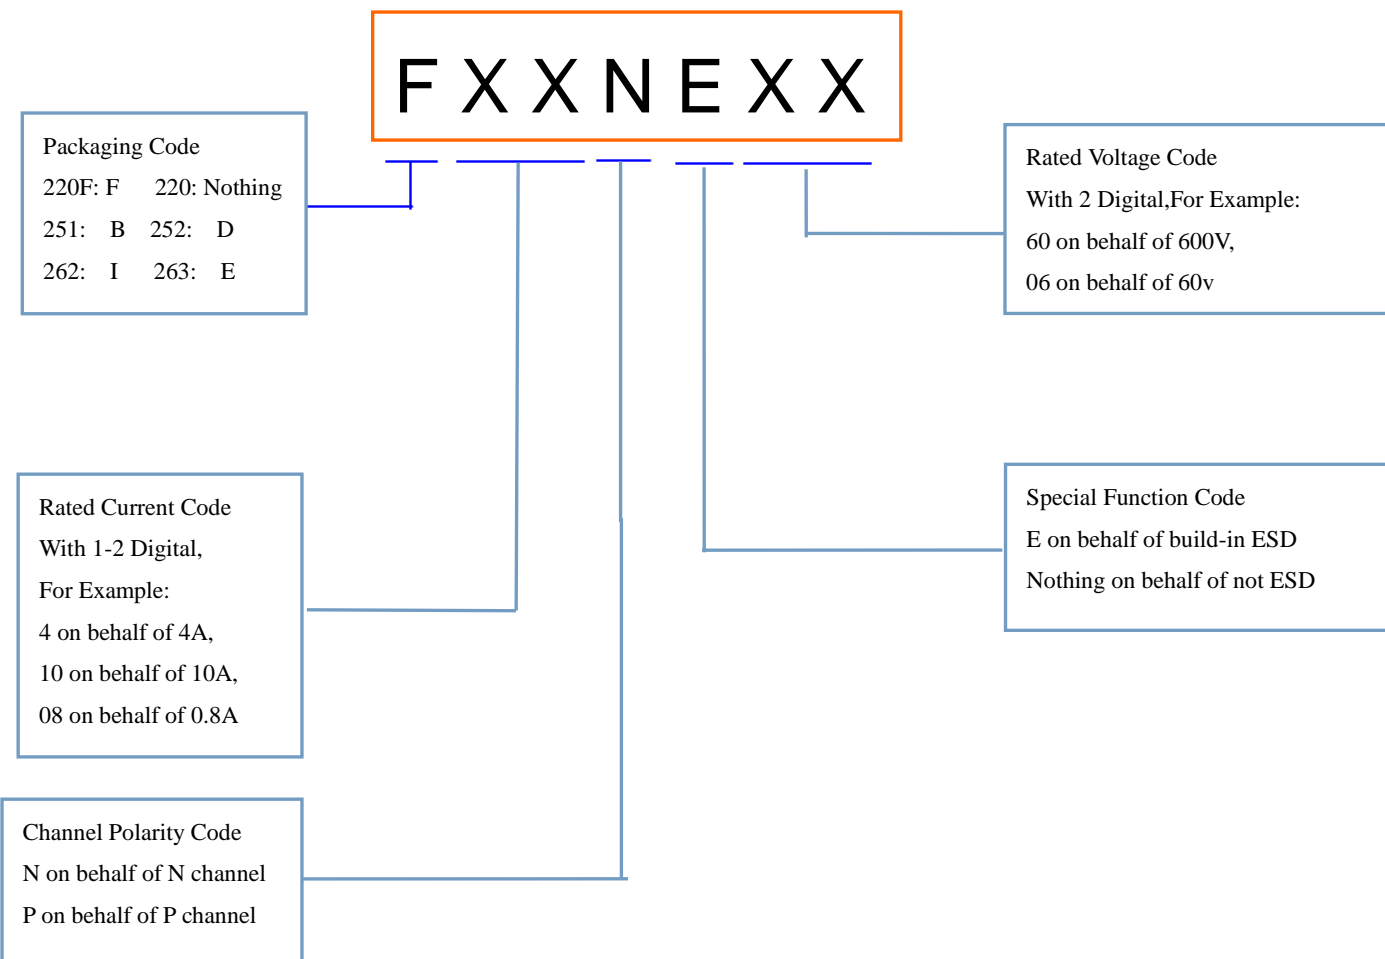 F X X N E X X
Packaging Code
220F: F 220: Nothing
251: B 252: D
262: I 263: E
Rated Voltage Code
With 2 Digital,For Example:
60 on behalf of 600V,
06 on behalf of 60v
Rated Current Code
With 1-2 Digital,
For Example:
4 on behalf of 4A,
10 on behalf of 10A,
08 on behalf of 0.8A
Special Function Code
E on behalf of build-in ESD
Nothing on behalf of not ESD
Channel Polarity Code
N on behalf of N channel
P on behalf of P channel